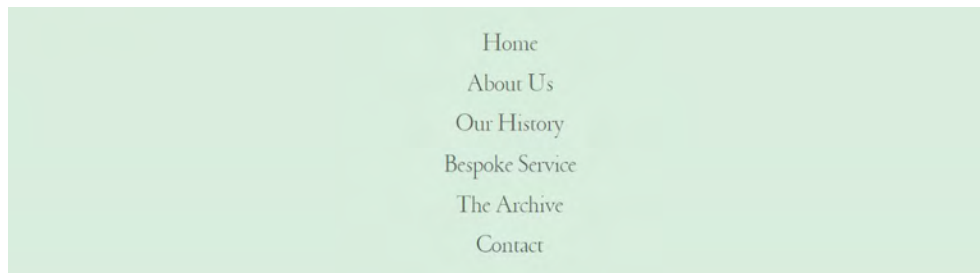 Home
About Us
Our History
Bespoke Service
The Archive
Contact